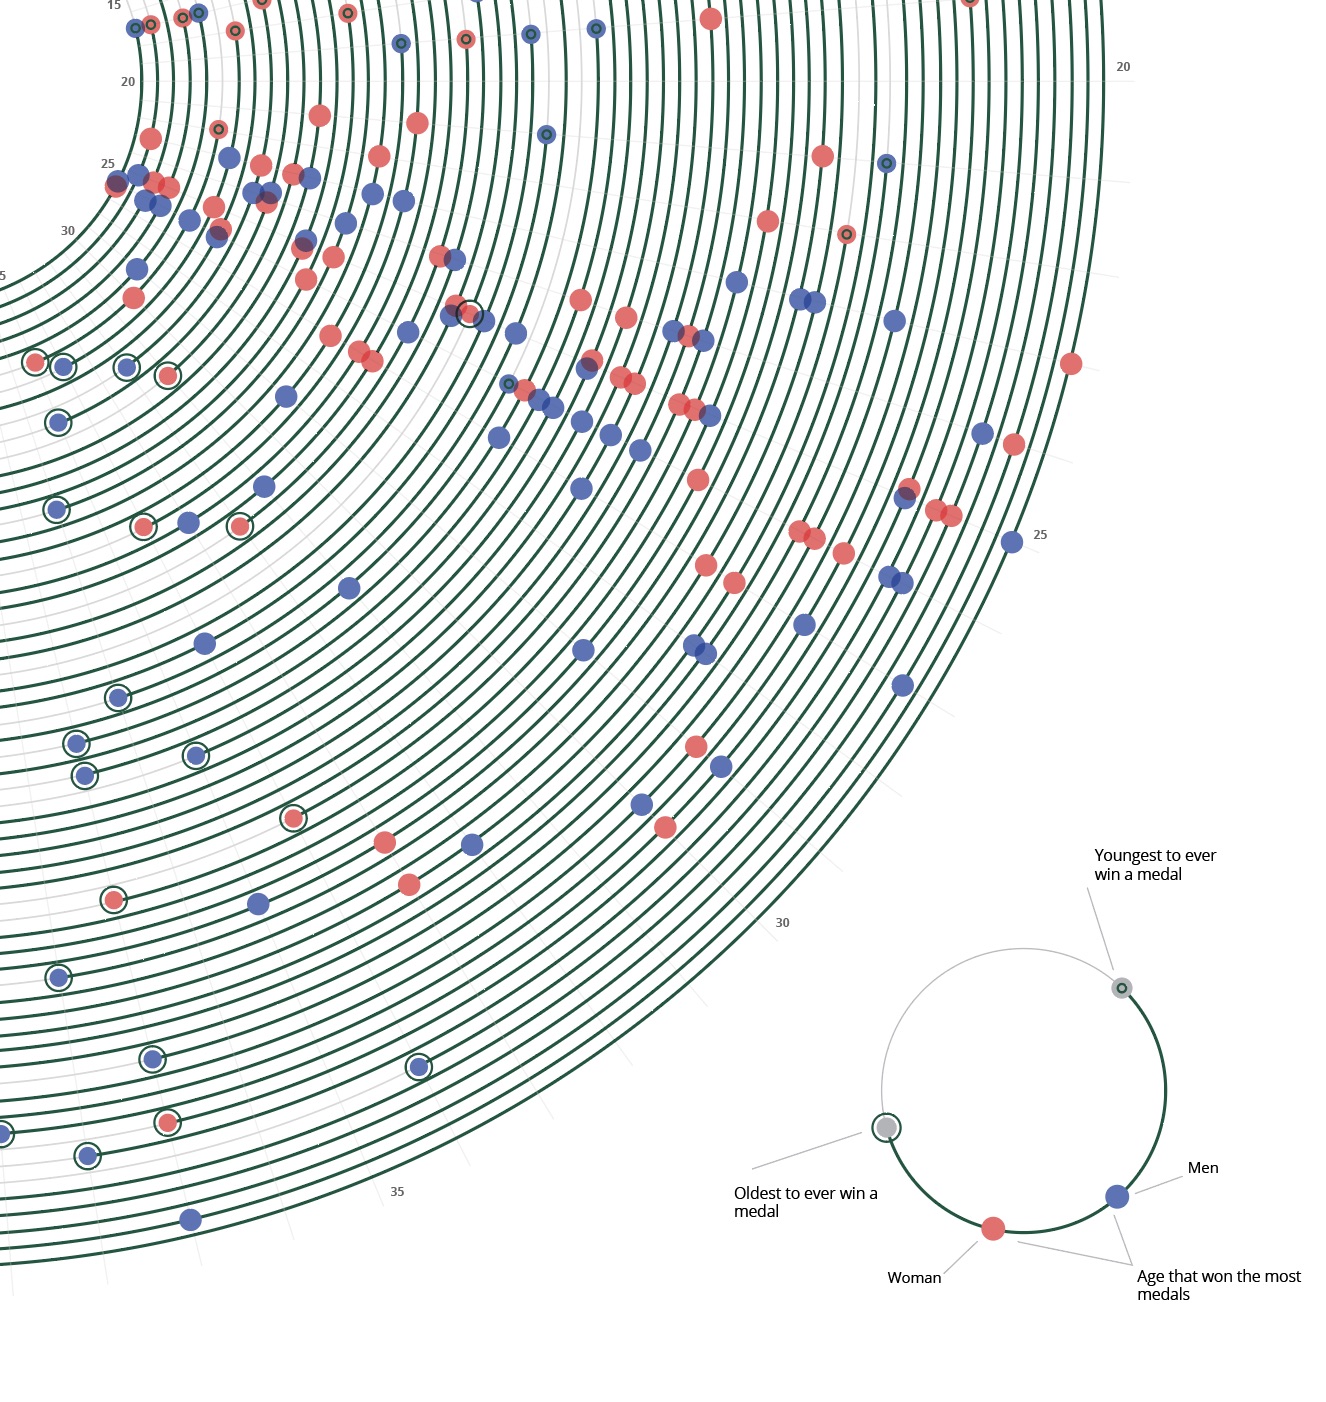 15
20
20
25
30
5
25
30
35
Youngest to ever
win a medal
Men
Oldest to ever win a
medal
Woman
Age that won the most
medals